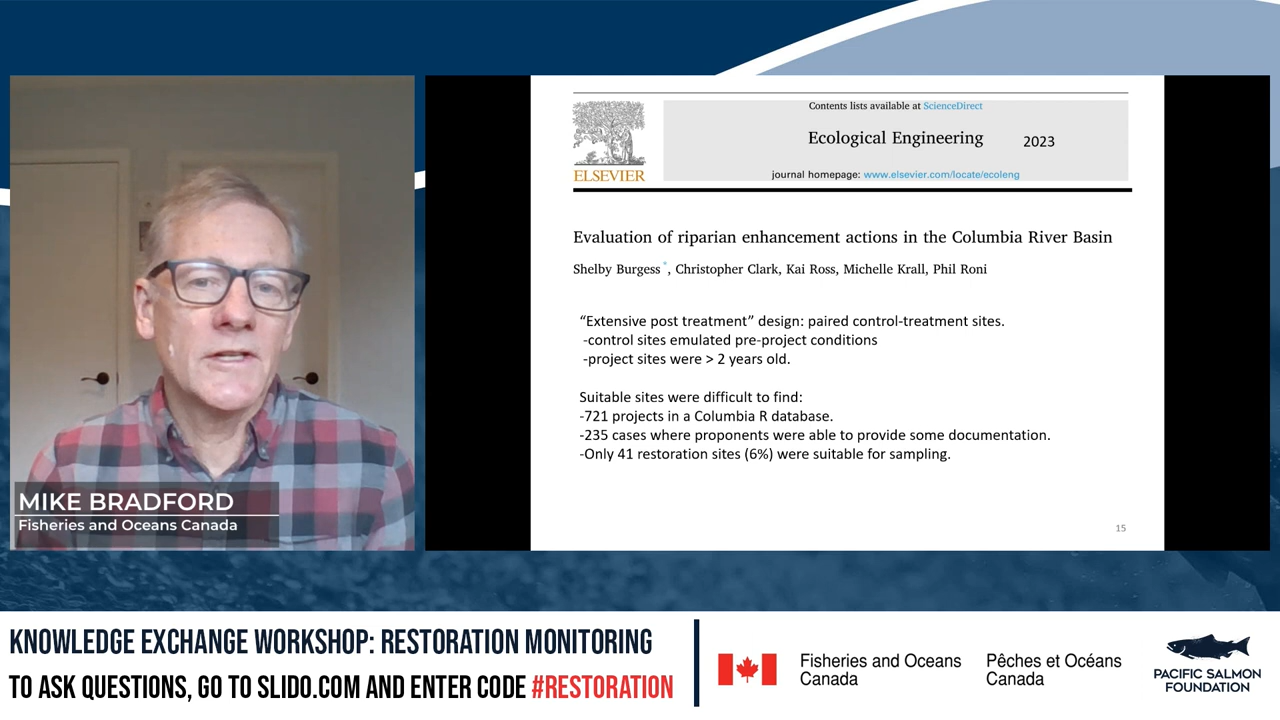 Contents lists available at ScienceDirect
Ecological Engineering 2023
ELSEVIER
journal homepage: www.elsevier.com/locate/ecoleng
Evaluation of riparian enhancement actions in the Columbia River Basin
Shelby Burgess *, Christopher Clark, Kai Ross, Michelle Krall, Phil Roni
“Extensive post treatment” design: paired control-treatment sites.
-control sites emulated pre-project conditions
-project sites were > 2 years old.
Suitable sites were difficult to find:
-721 projects in a Columbia R database.
-235 cases where proponents were able to provide some documentation.
-Only 41 restoration sites (6%) were suitable for sampling.
15
MIKE BRADFORD
Fisheries and Oceans Canada
KNOWLEDGE EXCHANGE WORKSHOP: RESTORATION MONITORING
TO ASK QUESTIONS, GO TO SLIDO.COM AND ENTER CODE #RESTORATION
Fisheries and Oceans
Canada
Pêches et Océans
Canada
PACIFIC SALMON
FOUNDATION